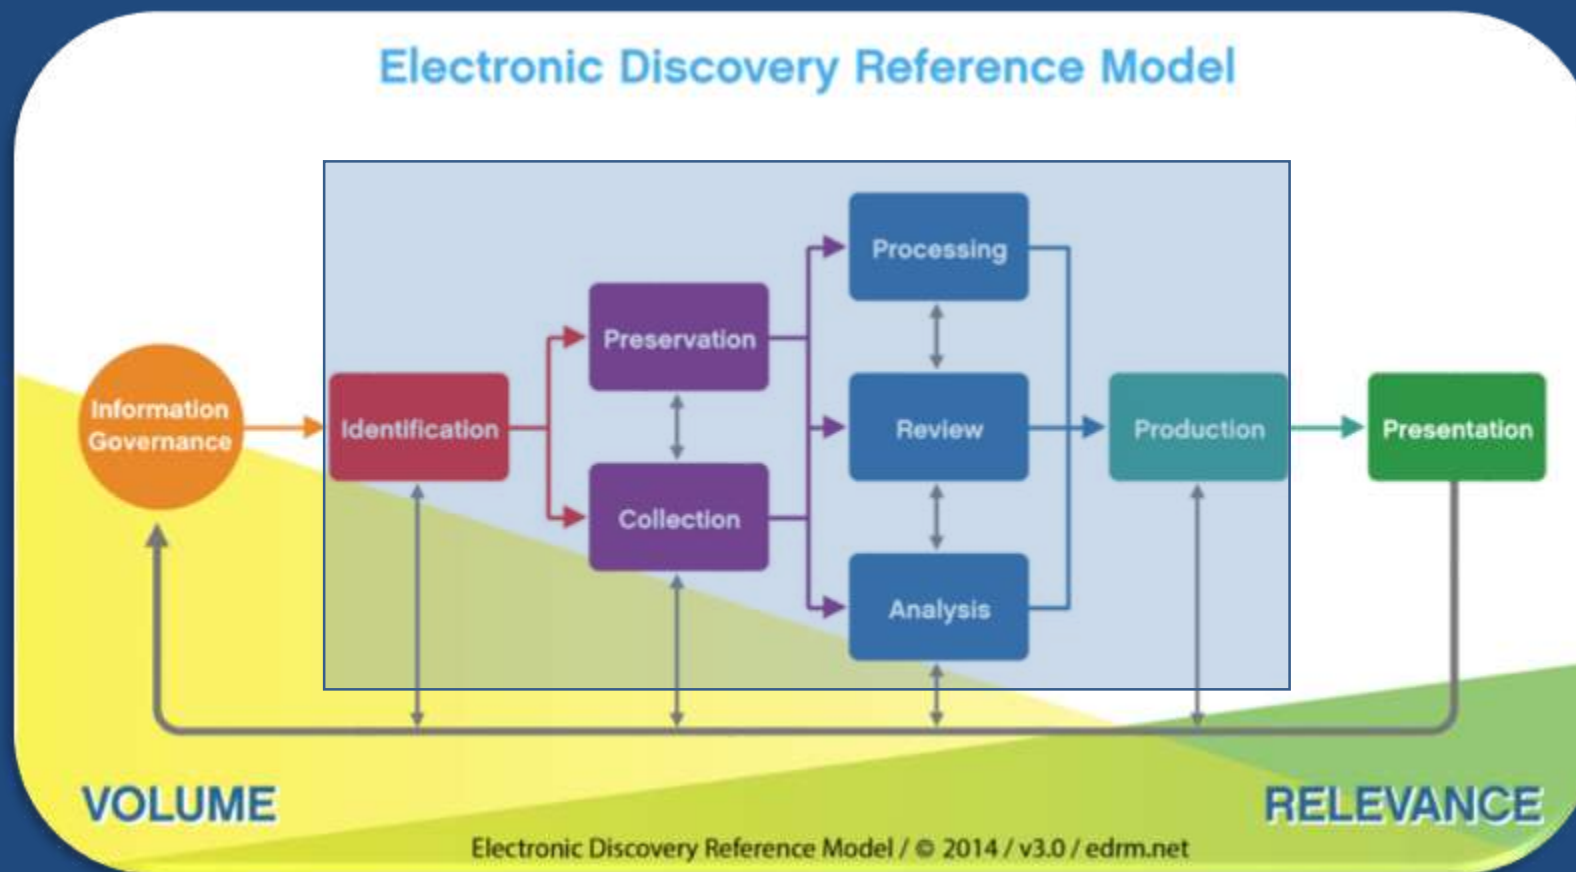 Electronic Discovery Reference Model
Processing
Preservation
Information
Governance
Identification
Review
Production
Presentation
Collection
Analysis
VOLUME
RELEVANCE
Electronic Discovery Reference Model / © 2014 / v3.0 / edrm.net